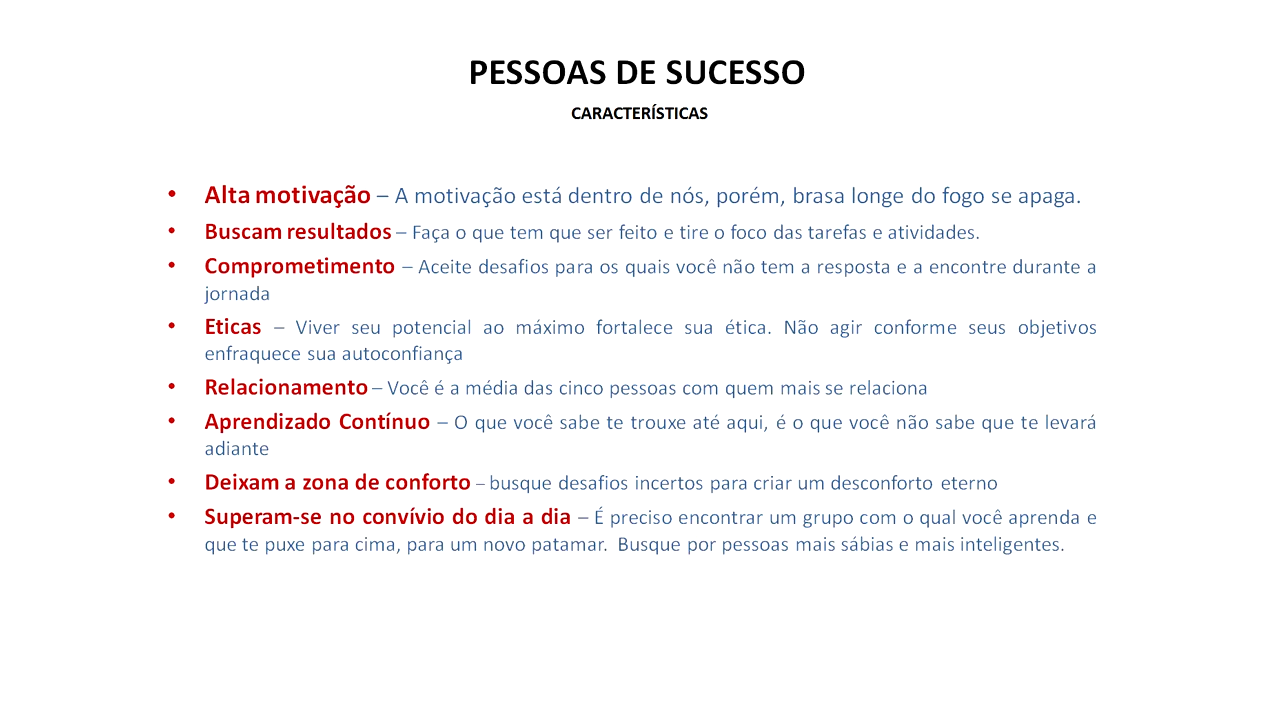 PESSOAS DE SUCESSO
CARACTERÍSTICAS
• Alta motivação – A motivação está dentro de nós, porém, brasa longe do fogo se apaga.
• Buscam resultados – Faça o que tem que ser feito e tire o foco das tarefas e atividades.
• Comprometimento – Aceite desafios para os quais você não tem a resposta e a encontre durante a
jornada
• Eticas – Viver seu potencial ao máximo fortalece sua ética. Não agir conforme seus objetivos
enfraquece sua autoconfiança
• Relacionamento – Você é a média das cinco pessoas com quem mais se relaciona
• Aprendizado Contínuo – O que você sabe te trouxe até aqui, é o que você não sabe que te levará
adiante
• Deixam a zona de conforto – busque desafios incertos para criar um desconforto eterno
• Superam-se no convívio do dia a dia – É preciso encontrar um grupo com o qual você aprenda e
que te puxe para cima, para um novo patamar. Busque por pessoas mais sábias e mais inteligentes.